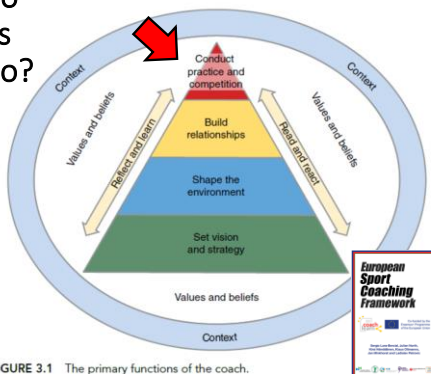 o?
Context
Context
Values and beliefs
Values and beliefs
Conduct
practice and
competition
Reflect and learn
Read and react
Build
relationships
Shape the
environment
Set vision
and strategy
Values and beliefs
Context
European
Sport
Coaching
Framework
coach
GURE 3.1 The primary functions of the coach.